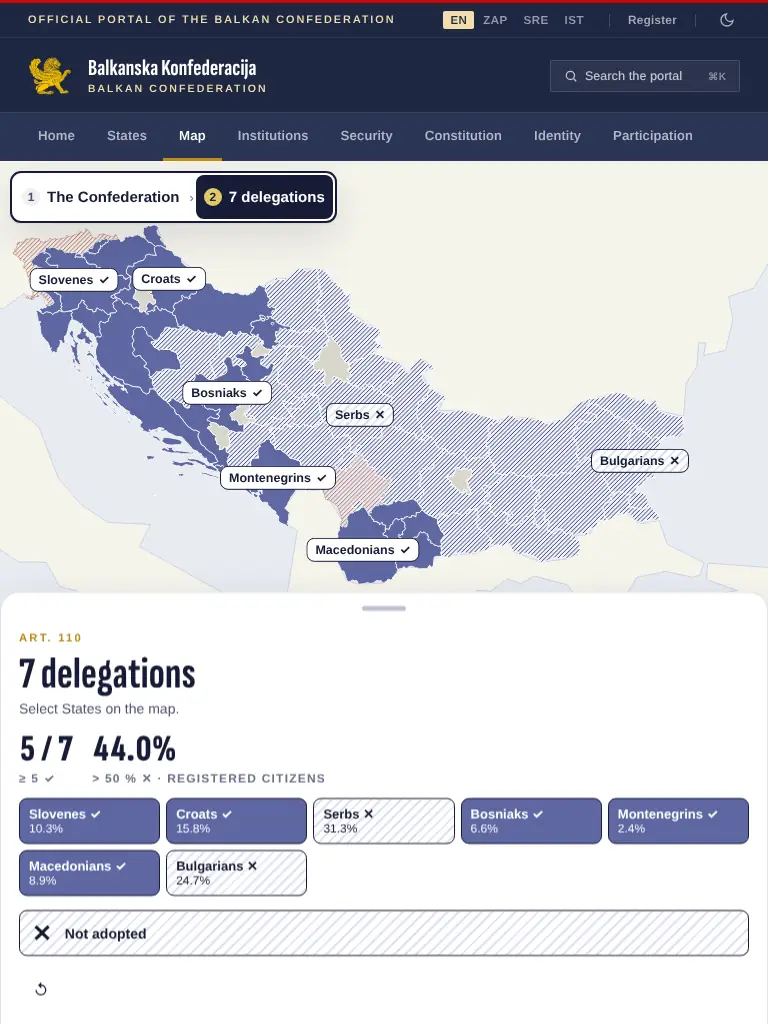 OFFICIAL PORTAL OF THE BALKAN CONFEDERATION
EN ZAP SRE IST Register
Balkanska Konfederacija
BALKAN CONFEDERATION
Search the portal ⌘K
Home States Map Institutions Security Constitution Identity Participation
1 The Confederation › 2 7 delegations
Slovenes ✓
Croats ✓
Bosniaks ✓
Serbs ✕
Bulgarians ✕
Montenegrins ✓
Macedonians ✓
ART. 110
7 delegations
Select States on the map.
5 / 7 44.0%
≥ 5 ✓ > 50 % ✕ · REGISTERED CITIZENS
Slovenes ✓ Croats ✓ Serbs ✕ Bosniaks ✓ Montenegrins ✓
10.3% 15.8% 31.3% 6.6% 2.4%
Macedonians ✓ Bulgarians ✕
8.9% 24.7%
✕ Not adopted